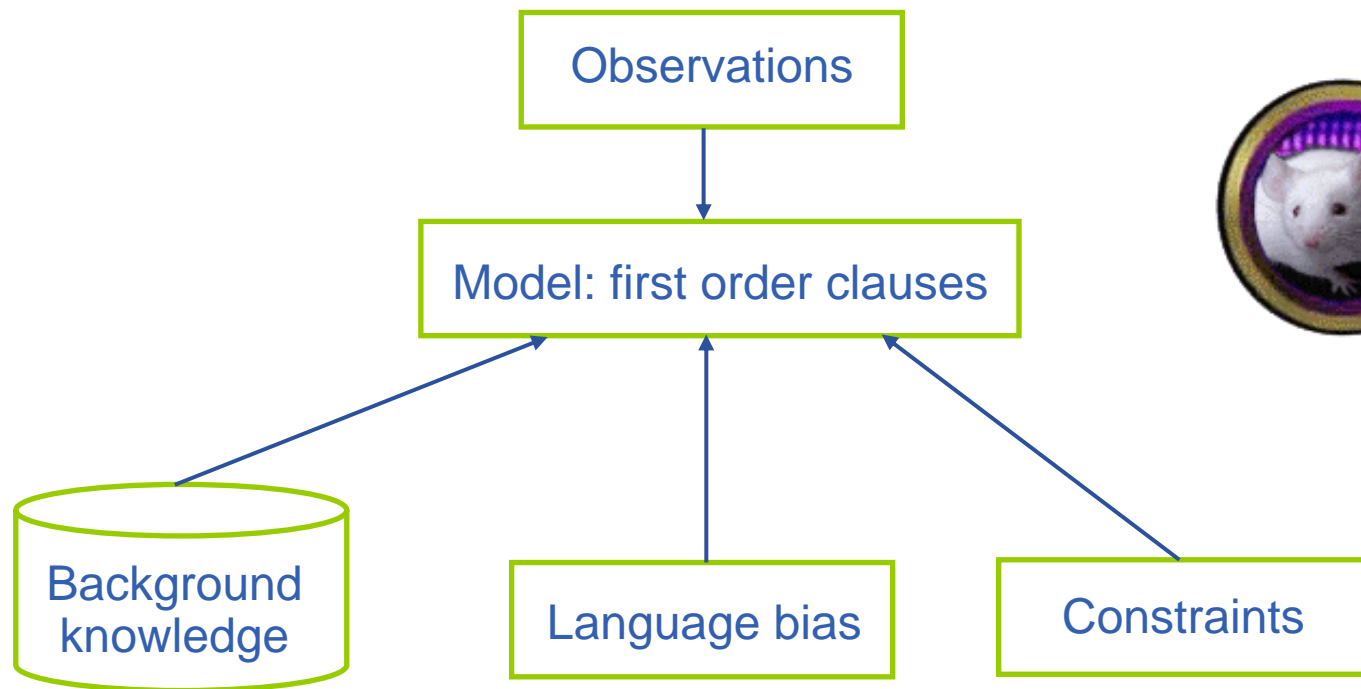 Observations
Model: first order clauses
Background
knowledge
Language bias
Constraints